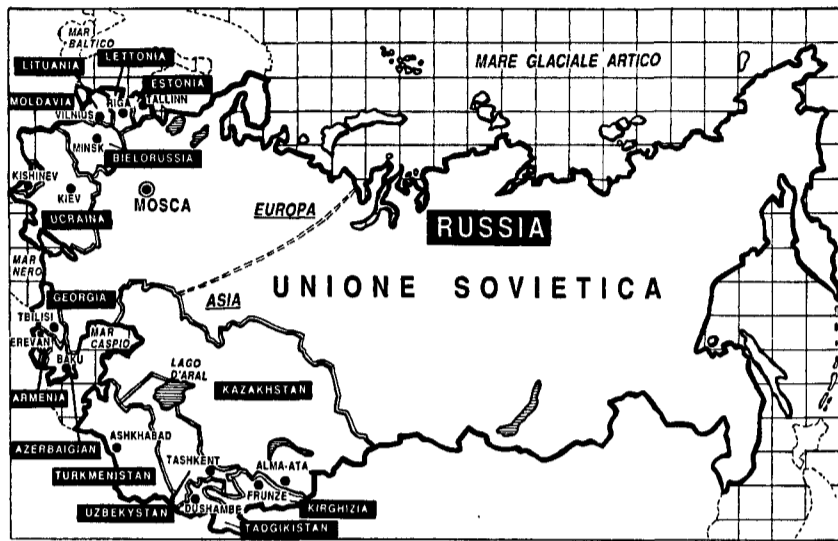 MAR
BALTICO
LETTONIA
LITUANIA
ESTONIA
TALLINN
MOLDAVIA
RIGA
VILNIUS
MINSK
BIELORUSSIA
KISHINEV
KIEV
MOSCA
UCRAINA
MARE GLACIALE ARTICO
EUROPA
RUSSIA
UNIONE SOVIETICA
ASIA
MAR
NERO
GEORGIA
TBILISI
EREVAN
MAR
CASPIO
BAKU
LAGO
D'ARAL
KAZAKHSTAN
ARMENIA
AZERBAIGIAN
ASHKHABAD
TURKMENISTAN
TASHKENT
ALMA-ATA
FRUNZE
UZBEKYSTAN
DUSHAMBE
KIRGHIZIA
TADGIKISTAN